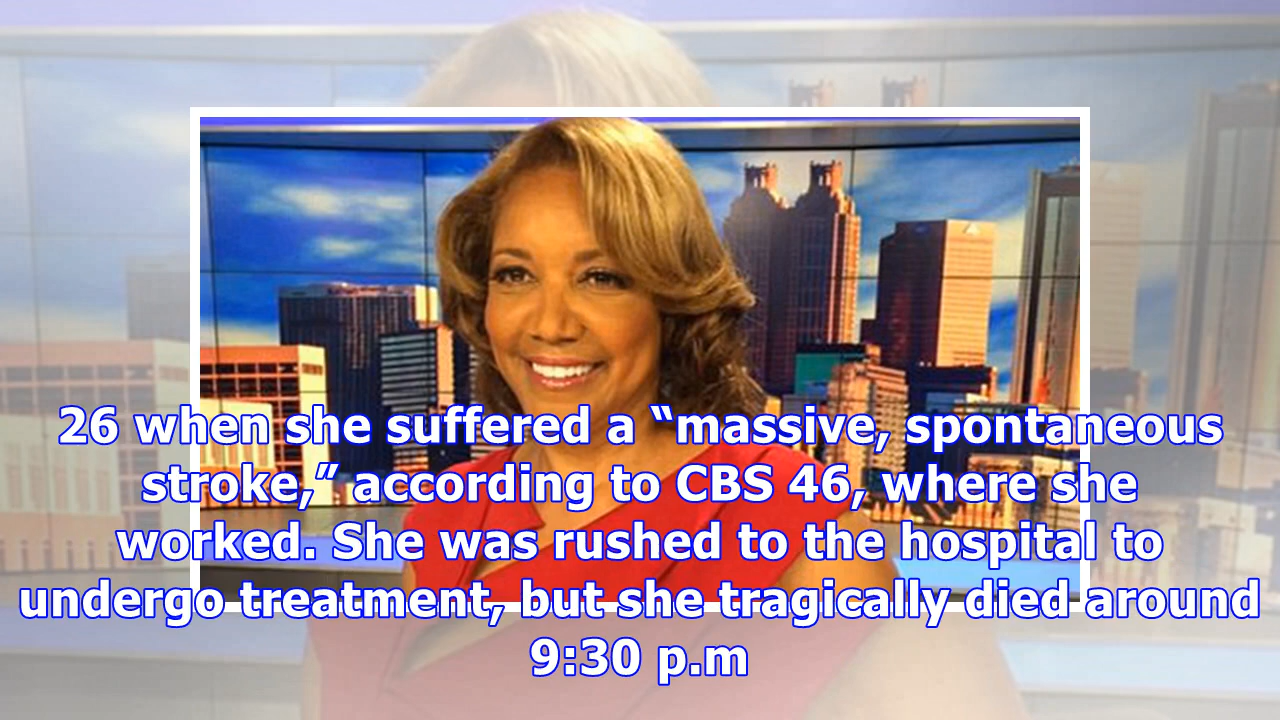 26 when she suffered a “massive, spontaneous
stroke,” according to CBS 46, where she
worked. She was rushed to the hospital to
undergo treatment, but she tragically died around
9:30 p.m